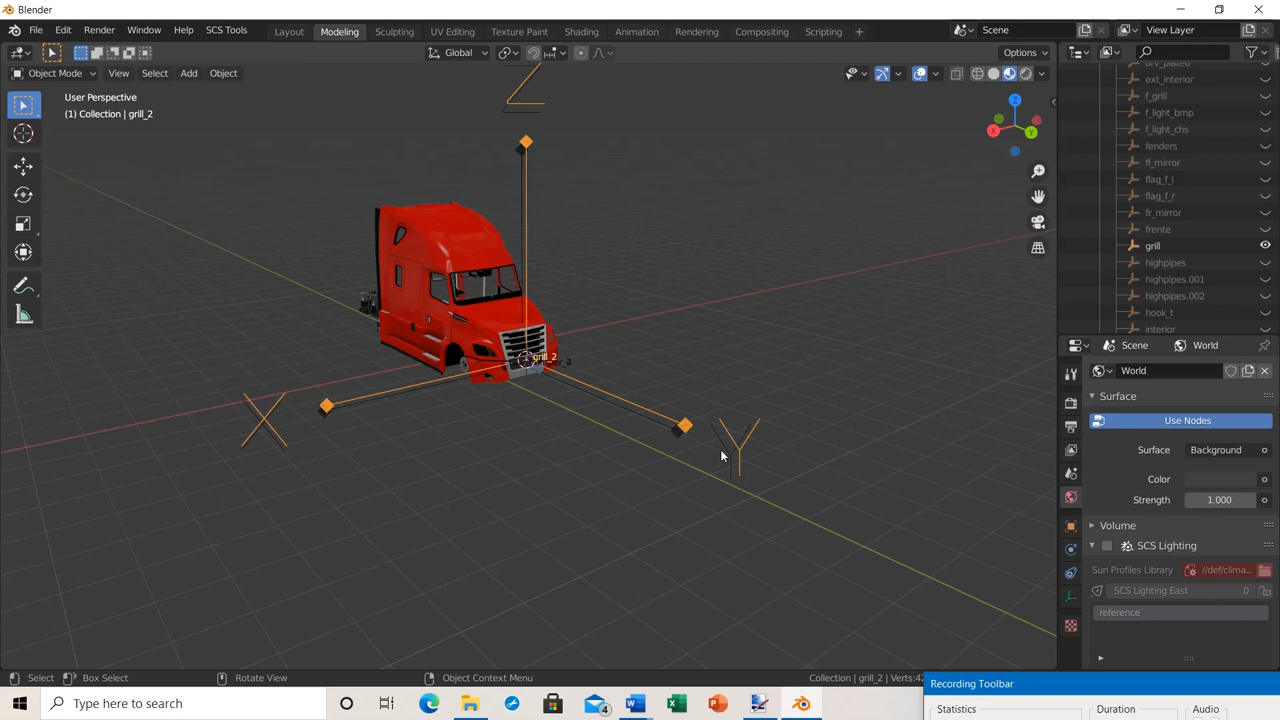 Blender
File Edit Render Window Help SCS Tools Layout Modeling Sculpting UV Editing Texture Paint Shading Animation Rendering Compositing Scripting + Scene View Layer
Global Options
Object Mode View Select Add Object
User Perspective
(1) Collection | grill_2
Z
X
Y
grill_2
Z
X
Y
ext_interior
f_grill
f_light_bmp
f_light_chs
fenders
fl_mirror
flag_f_l
flag_f_r
fr_mirror
frente
grill
highpipes
highpipes.001
highpipes.002
hook_t
interior
Scene World
World
Surface
Use Nodes
Surface Background
Color
Strength 1.000
Volume
SCS Lighting
Sun Profiles Library //def/clima...
SCS Lighting East 0
reference
Select Box Select Rotate View Object Context Menu Collection | grill_2 | Verts:42
Recording Toolbar
Statistics Duration Audio
Type here to search
4